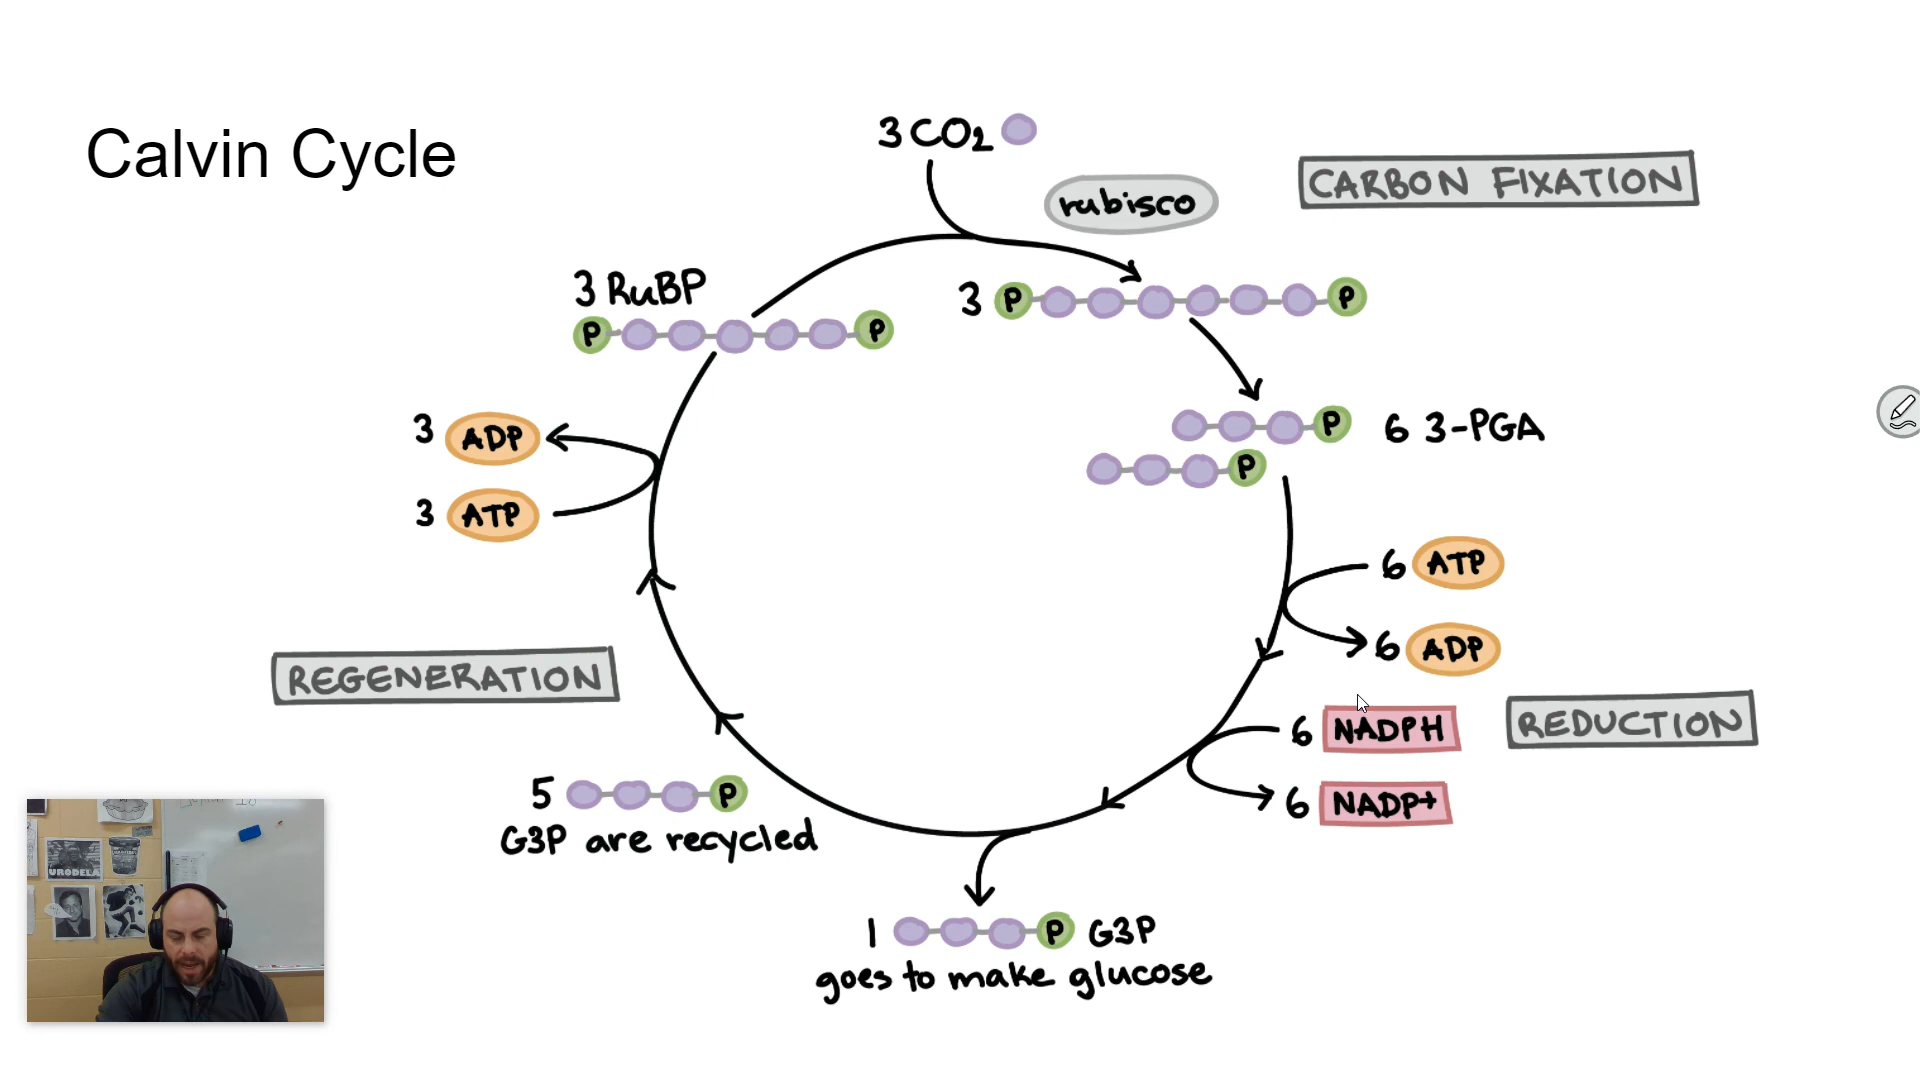 Calvin Cycle
3 CO2
rubisco
CARBON FIXATION
3 RuBP
P P
3 P P
P 6 3-PGA
P
3 ADP
3 ATP
6 ATP
6 ADP
REGENERATION
6 NADPH
REDUCTION
6 NADP+
5 P
G3P are recycled
1 P G3P
goes to make glucose
URODELA